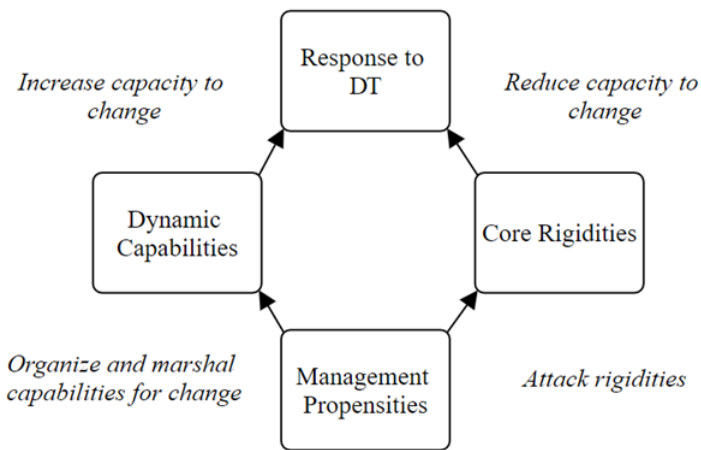 Response to
DT
Increase capacity to
change
Reduce capacity to
change
Dynamic
Capabilities
Core Rigidities
Organize and marshal
capabilities for change
Management
Propensities
Attack rigidities